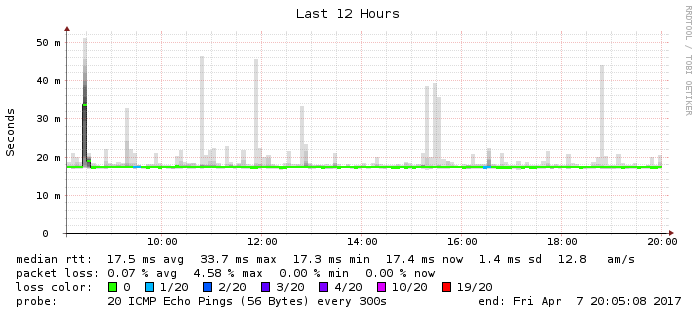 Last 12 Hours
RRDTOOL / TOBI OETIKER
Seconds
50 m
40 m
30 m
20 m
10 m
0
10:00 12:00 14:00 16:00 18:00 20:00
median rtt: 17.5 ms avg 33.7 ms max 17.3 ms min 17.4 ms now 1.4 ms sd 12.8 am/s
packet loss: 0.07 % avg 4.58 % max 0.00 % min 0.00 % now
loss color: 0 1/20 2/20 3/20 4/20 10/20 19/20
probe: 20 ICMP Echo Pings (56 Bytes) every 300s end: Fri Apr 7 20:05:08 2017